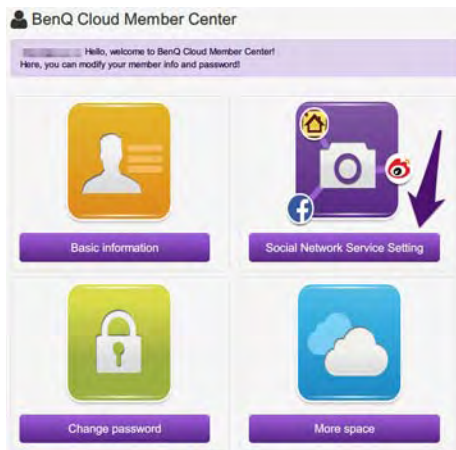 BenQ Cloud Member Center
Hello, welcome to BenQ Cloud Member Center!
Here, you can modify your member info and password!
Basic information
Social Network Service Setting
Change password
More space